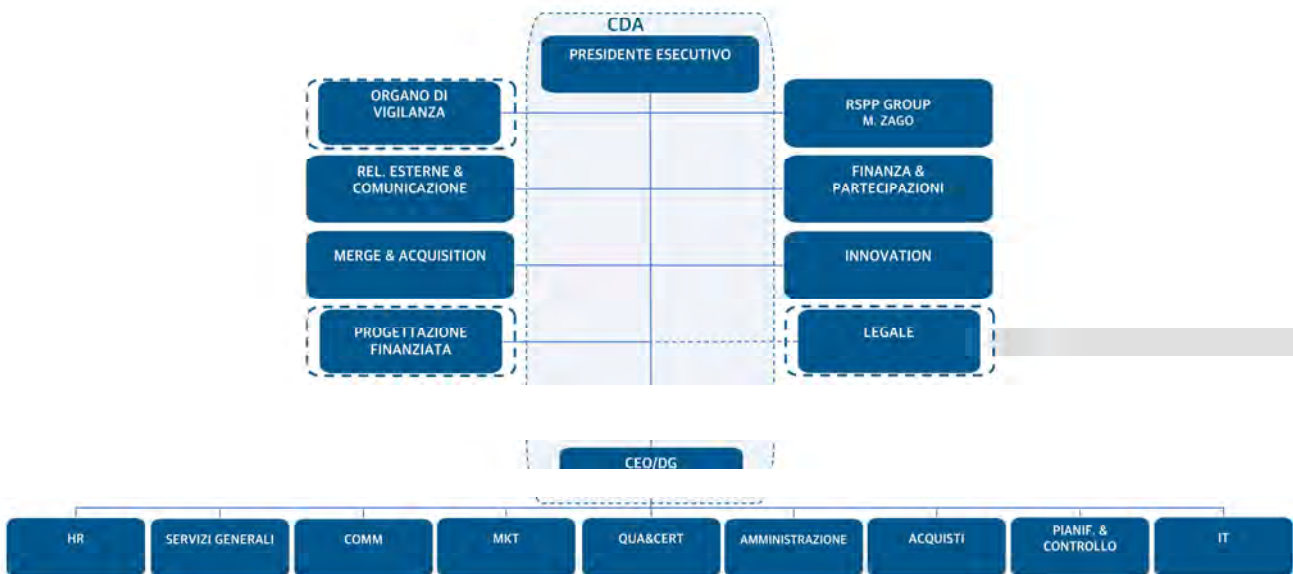 CDA
PRESIDENTE ESECUTIVO
ORGANO DI
VIGILANZA
RSPP GROUP
M. ZAGO
REL. ESTERNE &
COMUNICAZIONE
FINANZA &
PARTECIPAZIONI
MERGE & ACQUISITION
INNOVATION
PROGETTAZIONE
FINANZIATA
LEGALE
CEO/DG
HR
SERVIZI GENERALI
COMM
MKT
QUA&CERT
AMMINISTRAZIONE
ACQUISTI
PIANIF. &
CONTROLLO
IT